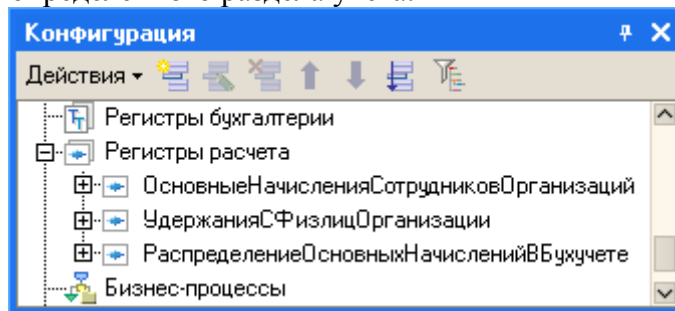 Конфигурация
Действия
Регистры бухгалтерии
Регистры расчета
ОсновныеНачисленияСотрудниковОрганизаций
УдержанияСФизлицОрганизации
РаспределениеОсновныхНачисленийВБухучете
Бизнес-процессы